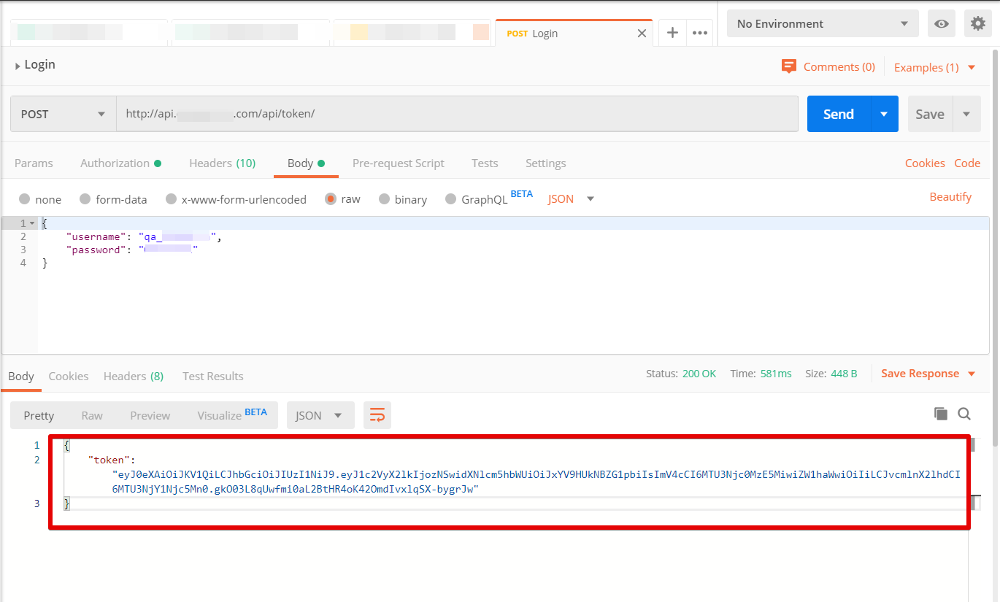 POST Login
No Environment
Login
Comments (0) Examples (1)
POST http://api. .com/api/token/ Send Save
Params Authorization Headers (10) Body Pre-request Script Tests Settings Cookies Code
none form-data x-www-form-urlencoded raw binary GraphQL BETA JSON Beautify
1 {
2 "username": "qa_ ",
3 "password": " "
4 }
Body Cookies Headers (8) Test Results Status: 200 OK Time: 581ms Size: 448 B Save Response
Pretty Raw Preview Visualize BETA JSON
1 {
2 "token":
"eyJ0eXAiOiJKV1QiLCJhbGciOiJIUzI1NiJ9.eyJ1c2VyX2lkIjozNSwidXNlcm5hbWUiOiJxYV9HUkNBZG1pbiIsImV4cCI6MTU3Njc0MzE5MiwiZW1haWwiOiIiLCJvcmlnX2lhdCI
6MTU3NjY1Njc5Mn0.gkO03L8qUwfmi0aL2BtHR4oK42OmdIvxlqSX-bygrJw"
3 }